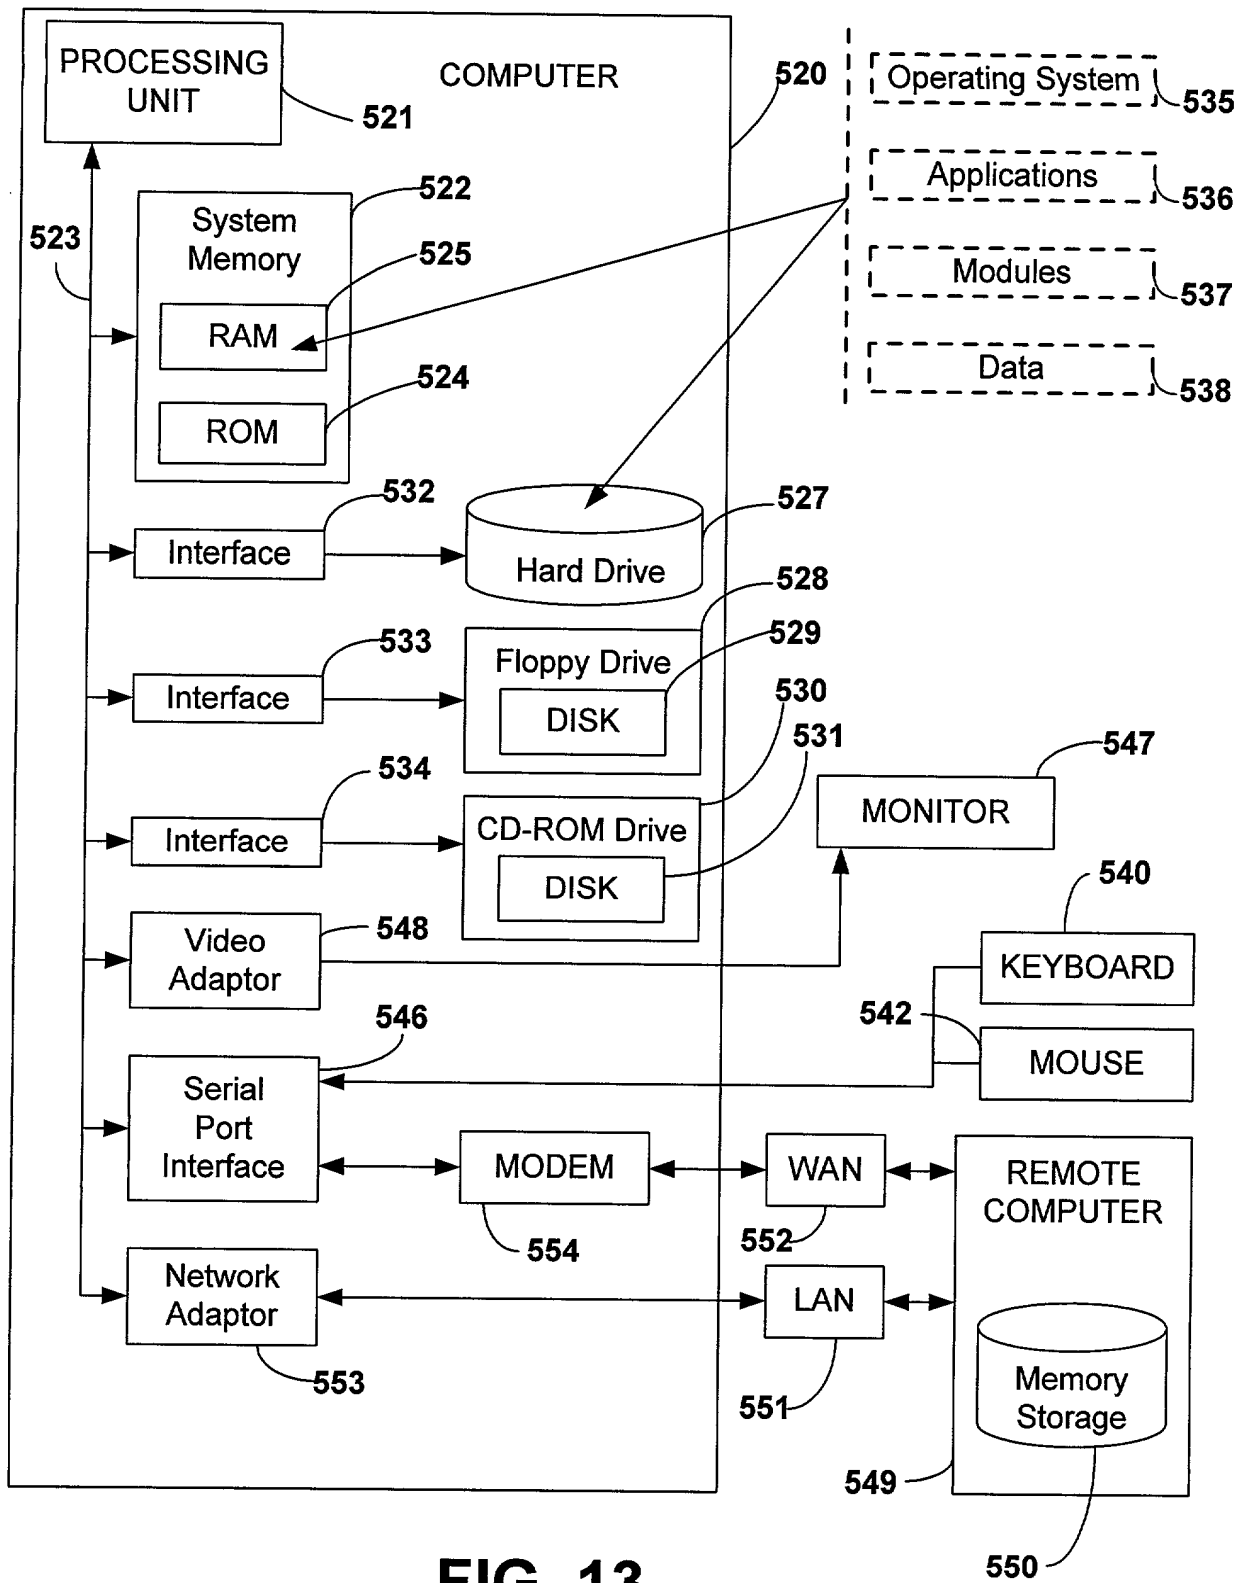 PROCESSING
UNIT
521
COMPUTER
520
Operating System
535
Applications
536
Modules
537
Data
538
523
System
Memory
522
525
RAM
524
ROM
532
Interface
527
Hard Drive
528
533
Interface
Floppy Drive
529
DISK
530
531
534
Interface
CD-ROM Drive
DISK
547
MONITOR
548
Video
Adaptor
540
KEYBOARD
542
MOUSE
546
Serial
Port
Interface
MODEM
554
WAN
552
REMOTE
COMPUTER
Network
Adaptor
553
LAN
551
Memory
Storage
549
550
FIG. 13